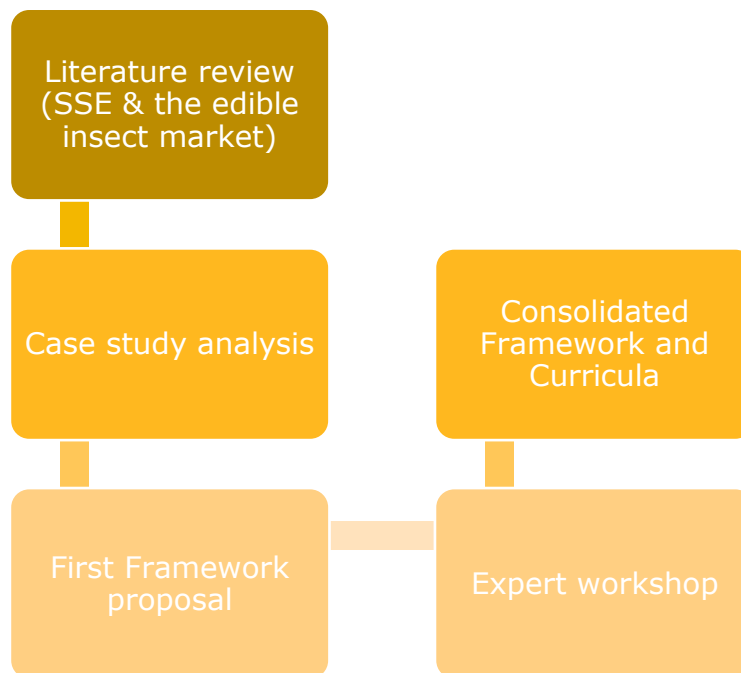 Literature review
(SSE & the edible
insect market)
Case study analysis
First Framework
proposal
Expert workshop
Consolidated
Framework and
Curricula